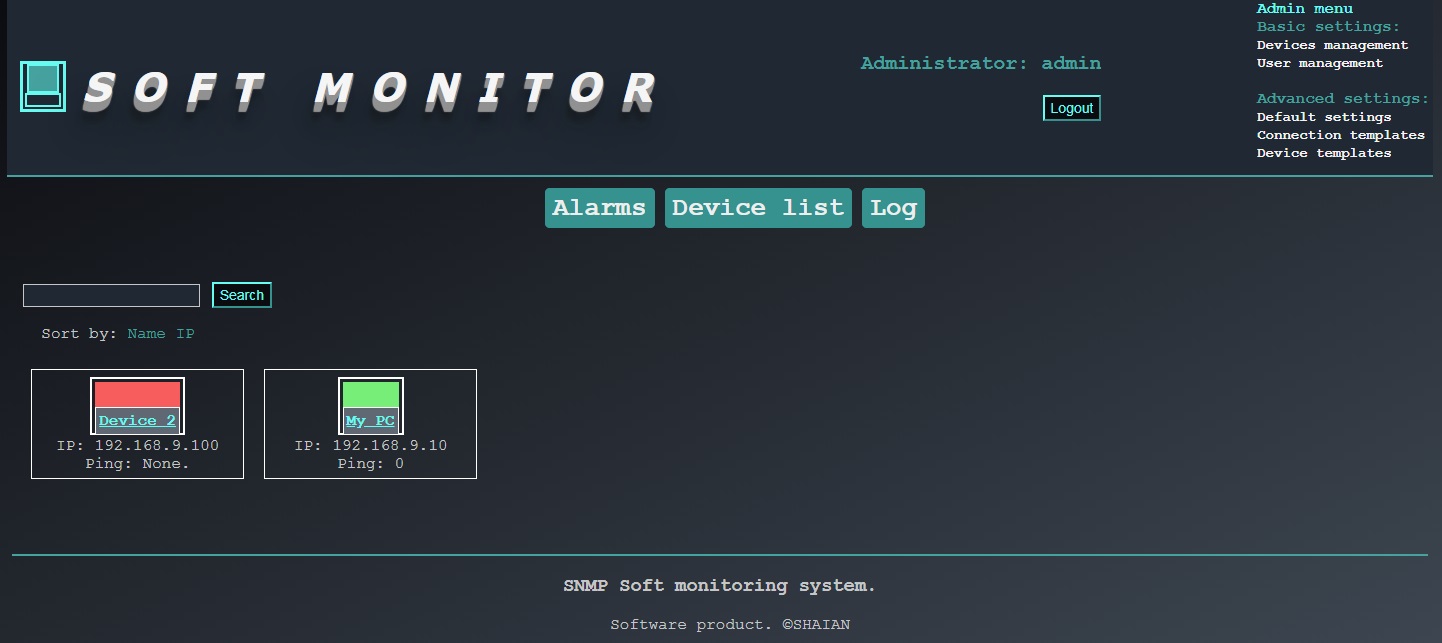 SOFT MONITOR
Administrator: admin
Logout
Admin menu
Basic settings:
Devices management
User management
Advanced settings:
Default settings
Connection templates
Device templates
Alarms Device list Log
Search
Sort by: Name IP
Device 2
IP: 192.168.9.100
Ping: None.
My PC
IP: 192.168.9.10
Ping: 0
SNMP Soft monitoring system.
Software product. ©SHAIAN